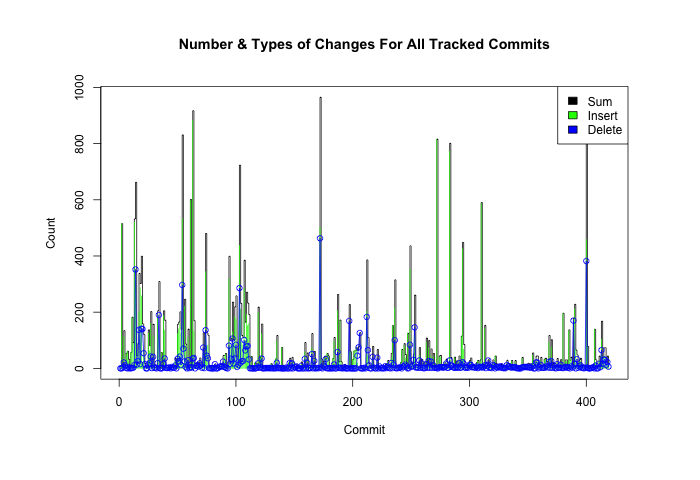 Number & Types of Changes For All Tracked Commits
1000
800
600
400
200
0
Count
Sum
Insert
Delete
0 100 200 300 400
Commit